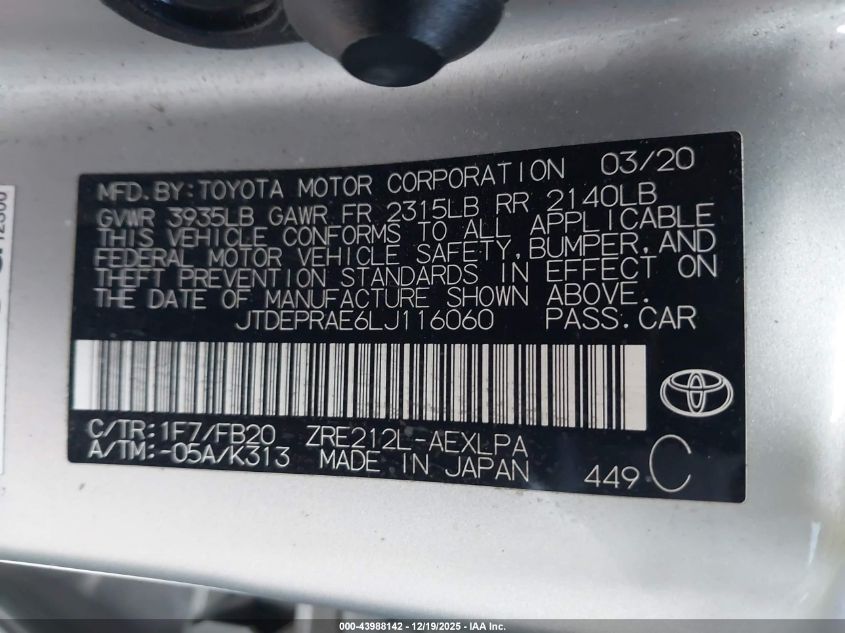 MFD.BY:TOYOTA MOTOR CORPORATION 03/20
GVWR 3935LB GAWR FR 2315LB RR 2140LB
THIS VEHICLE CONFORMS TO ALL APPLICABLE
FEDERAL MOTOR VEHICLE SAFETY,BUMPER,AND
THEFT PREVENTION STANDARDS IN EFFECT ON
THE DATE OF MANUFACTURE SHOWN ABOVE.
JTDEPRAE6LJ116060 PASS.CAR
C/TR:1F7/FB20 ZRE212L-AEXLPA
A/TM:-05A/K313 MADE IN JAPAN 449 C
000-43988142 - 12/19/2025 - IAA Inc.